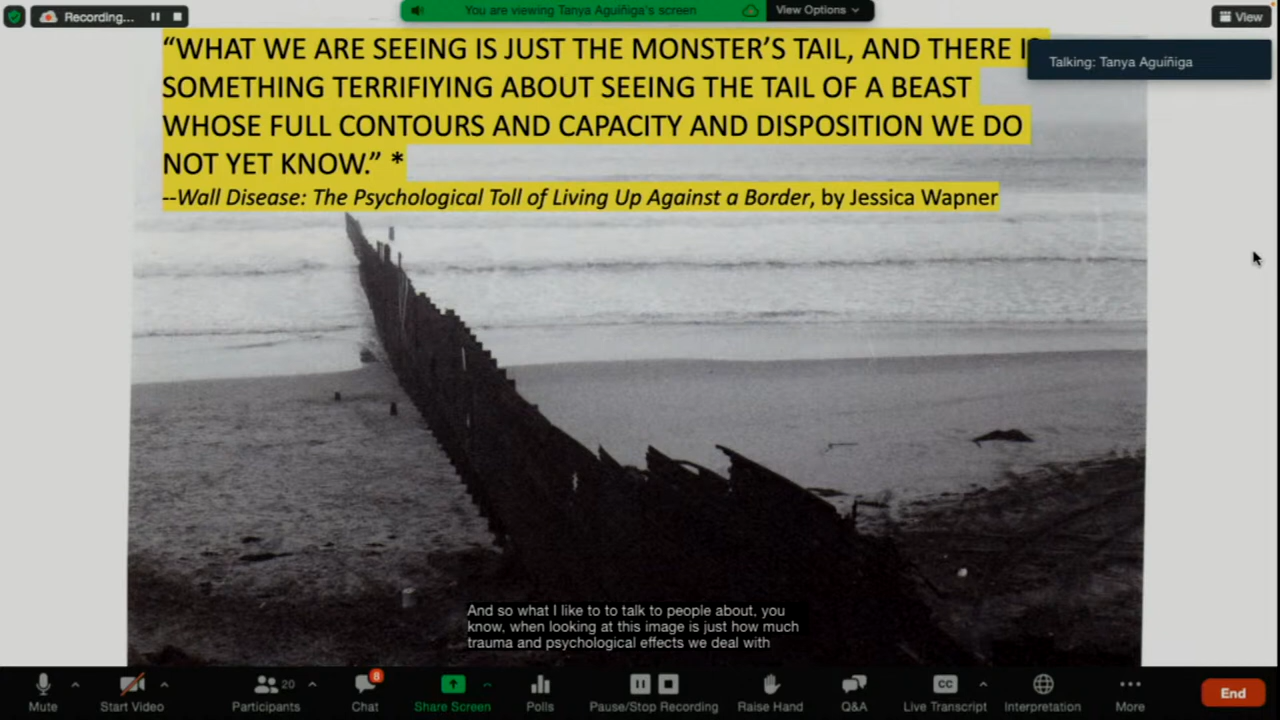 Recording...
You are viewing Tanya Aguiñiga's screen
View Options
View
Talking: Tanya Aguiñiga
“WHAT WE ARE SEEING IS JUST THE MONSTER’S TAIL, AND THERE
SOMETHING TERRIFIYING ABOUT SEEING THE TAIL OF A BEAST
WHOSE FULL CONTOURS AND CAPACITY AND DISPOSITION WE DO
NOT YET KNOW.” *
--Wall Disease: The Psychological Toll of Living Up Against a Border, by Jessica Wapner
And so what I like to to talk to people about, you
know, when looking at this image is just how much
trauma and psychological effects we deal with
8
20
Mute
Start Video
Participants
Chat
Share Screen
Polls
Pause/Stop Recording
Raise Hand
Q&A
CC
Live Transcript
Interpretation
More
End